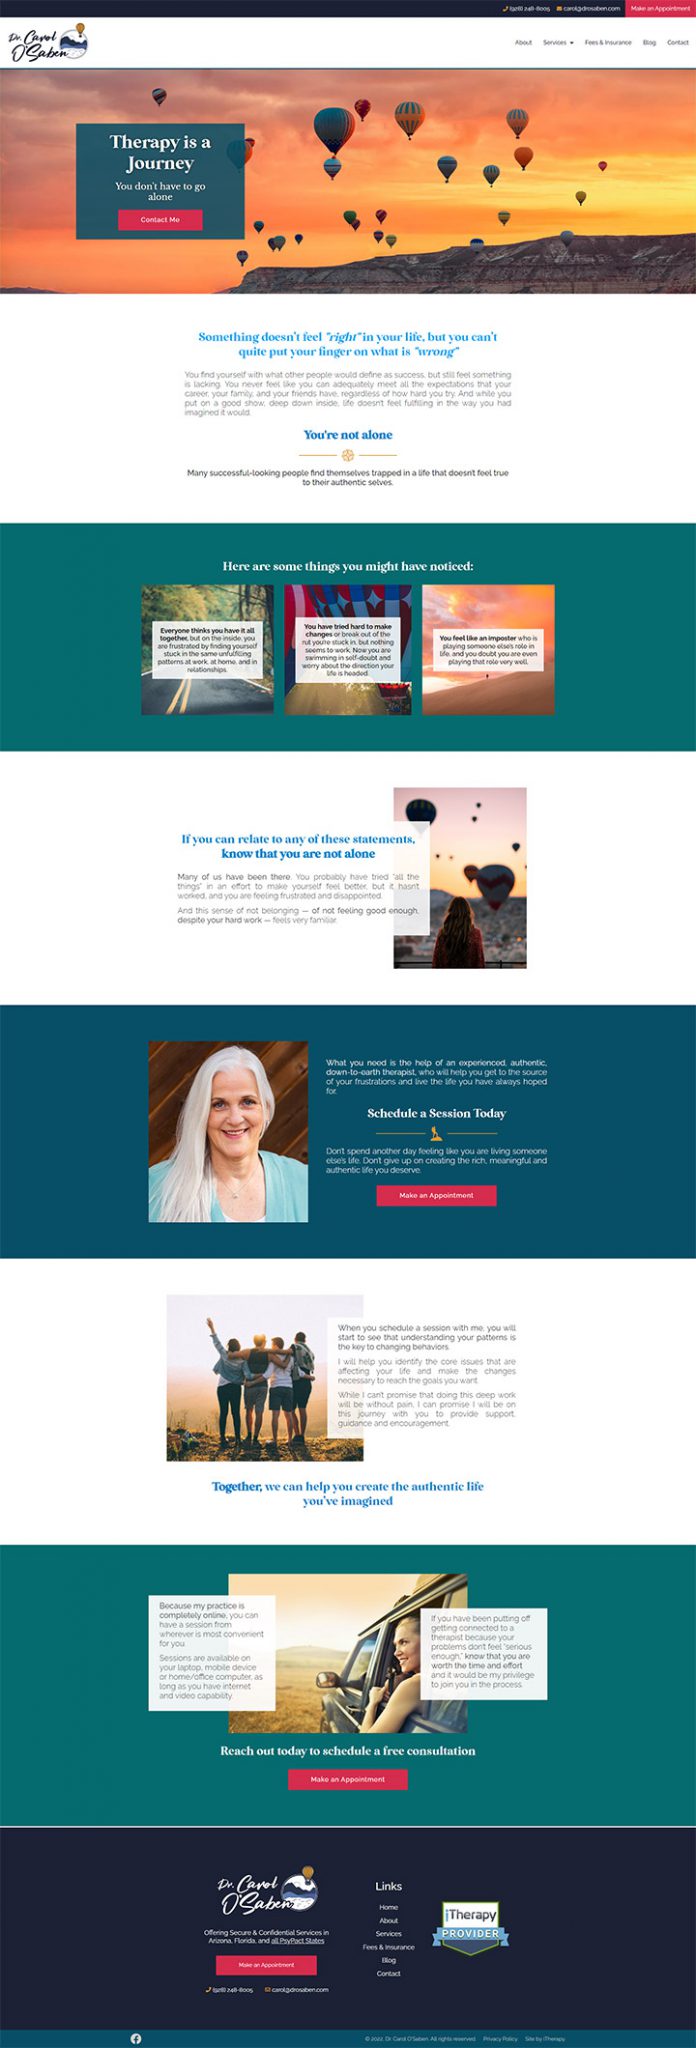 (928) 248-8005 carol@drosaben.com Make an Appointment
Dr. Carol
O'Saben
About Services Fees & Insurance Blog Contact
Therapy is a
Journey
You don't have to go
alone
Contact Me
Something doesn't feel "right" in your life, but you can't
quite put your finger on what is "wrong"
You find yourself with what other people would define as success, but still feel something
is lacking. You never feel like you can adequately meet all the expectations that your
career, your family, and your friends have, regardless of how hard you try. And while you
put on a good show, deep down inside, life doesn't feel fulfilling in the way you had
imagined it would.
You're not alone
Many successful-looking people find themselves trapped in a life that doesn't feel true
to their authentic selves.
Here are some things you might have noticed:
Everyone thinks you have it all
together, but on the inside, you
are frustrated by finding yourself
stuck in the same unfulfilling
patterns at work, at home, and in
relationships.
You have tried hard to make
changes or break out of the
rut you're stuck in, but nothing
seems to work. Now you are
swimming in self-doubt and
worry about the direction your
life is headed.
You feel like an imposter who is
playing someone else's role in
life, and you doubt you are even
playing that role very well.
If you can relate to any of these statements,
know that you are not alone
Many of us have been there. You probably have tried "all the
things" in an effort to make yourself feel better, but it hasn't
worked, and you are feeling frustrated and disappointed.
And this sense of not belonging — of not feeling good enough,
despite your hard work — feels very familiar.
What you need is the help of an experienced, authentic,
down-to-earth therapist, who will help you get to the source
of your frustrations and live the life you have always hoped
for.
Schedule a Session Today
Don't spend another day feeling like you are living someone
else's life. Don't give up on creating the rich, meaningful and
authentic life you deserve.
Make an Appointment
When you schedule a session with me, you will
start to see that understanding your patterns is
the key to changing behaviors.
I will help you identify the core issues that are
affecting your life and make the changes
necessary to reach the goals you want.
While I can't promise that doing this deep work
will be without pain, I can promise I will be on
this journey with you to provide support,
guidance and encouragement.
Together, we can help you create the authentic life
you've imagined
Because my practice is
completely online, you can
have a session from
wherever is most convenient
for you.
Sessions are available on
your laptop, mobile device
or home/office computer, as
long as you have internet
and video capability.
If you have been putting off
getting connected to a
therapist because your
problems don't feel "serious
enough," know that you are
worth the time and effort
and it would be my privilege
to join you in the process.
Reach out today to schedule a free consultation
Make an Appointment
Dr. Carol
O'Saben
Offering Secure & Confidential Services in
Arizona, Florida, and all PsyPact States
Make an Appointment
(928) 248-8005 carol@drosaben.com
Links
Home
About
Services
Fees & Insurance
Blog
Contact
iTherapy
PROVIDER
© 2022, Dr. Carol O'Saben. All rights reserved. Privacy Policy Site by iTherapy